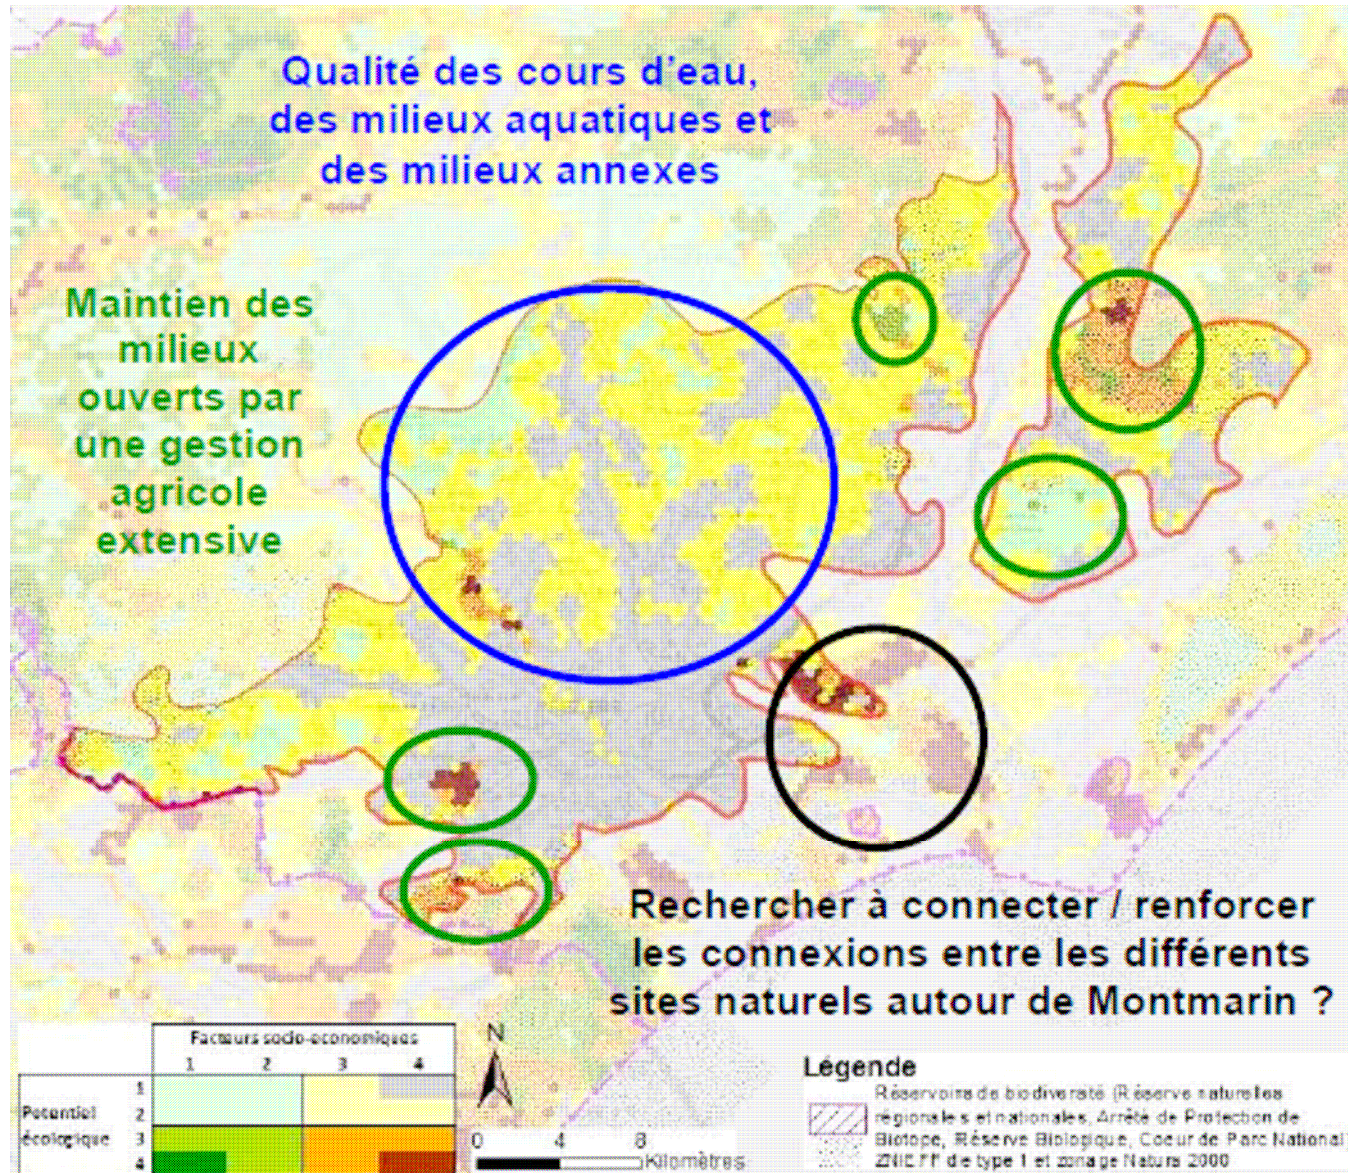 Qualité des cours d'eau,
des milieux aquatiques et
des milieux annexes
Maintien des
milieux
ouverts par
une gestion
agricole
extensive
Rechercher à connecter / renforcer
les connexions entre les différents
sites naturels autour de Montmarin ?
Facteurs socio-economiques
1 2 3 4
Potentiel
écologique
1
2
3
4
N
0 4 8
Kilomètres
Légende
Réservoirs de biodiversité (Réserve naturelles
régionales et nationales, Arrêté de Protection de
Biotope, Réserve Biologique, Coeur de Parc National)
ZNIEFF de type 1 et zonage Natura 2000